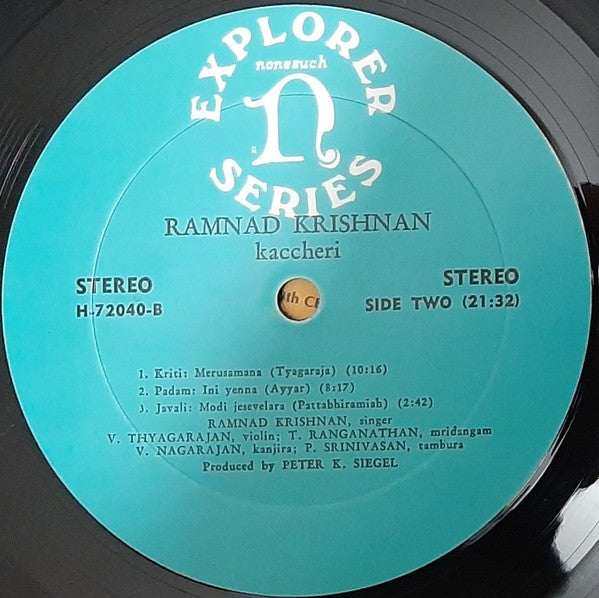 EXPLORER
nonesuch
n
SERIES
RAMNAD KRISHNAN
kaccheri
STEREO
H-72040-B
STEREO
SIDE TWO (21:32)
1. Kriti: Merusamana (Tyagaraja) (10:16)
2. Padam: Ini yenna (Ayyar) (8:17)
3. Javali: Modi jesevelara (Pattabhiramiah) (2:42)
RAMNAD KRISHNAN, singer
V. THYAGARAJAN, violin; T. RANGANATHAN, mridangam
V. NAGARAJAN, kanjira; P. SRINIVASAN, tambura
Produced by PETER K. SIEGEL